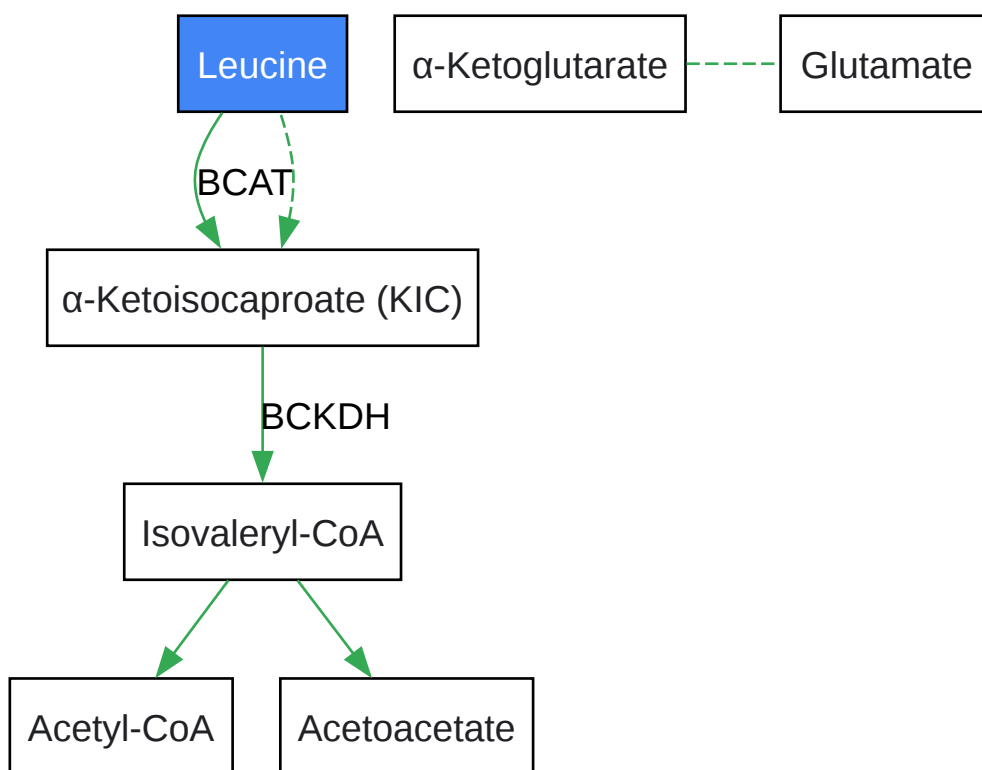 Leucine
α-Ketoglutarate
Glutamate
BCAT
α-Ketoisocaproate (KIC)
BCKDH
Isovaleryl-CoA
Acetyl-CoA
Acetoacetate